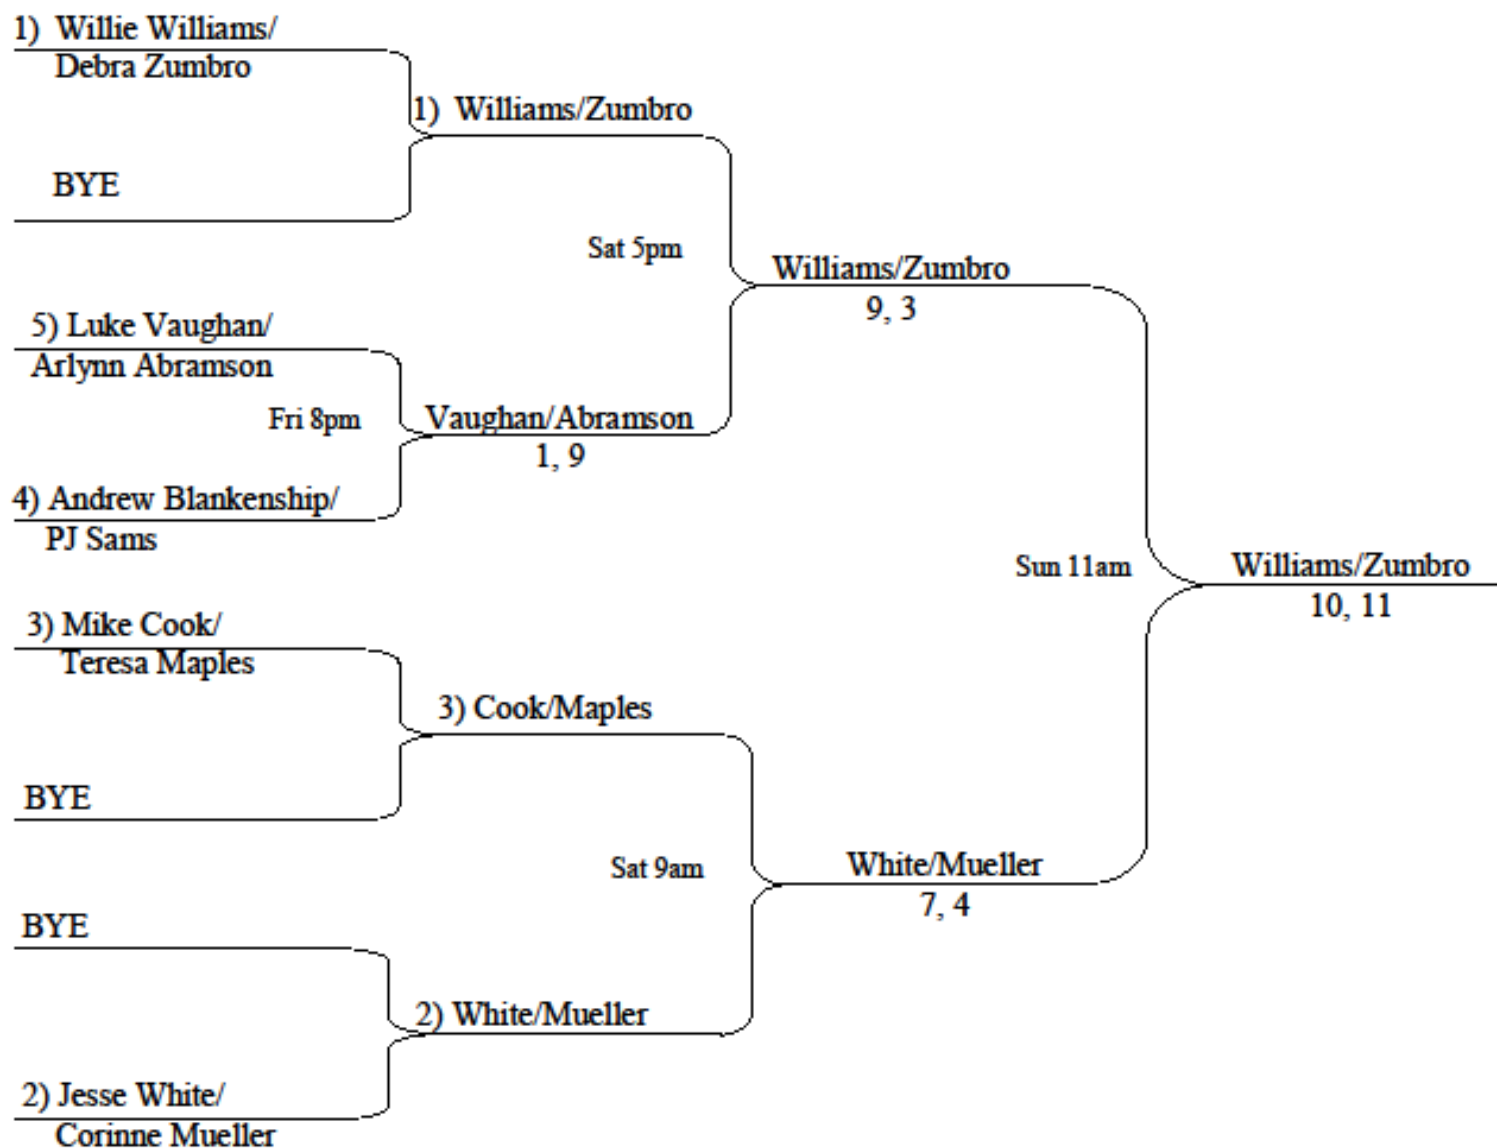 1) Willie Williams/
Debra Zumbro
1) Williams/Zumbro
BYE
Sat 5pm
Williams/Zumbro
9, 3
5) Luke Vaughan/
Arlynn Abramson
Fri 8pm
Vaughan/Abramson
1, 9
4) Andrew Blankenship/
PJ Sams
Sun 11am
Williams/Zumbro
10, 11
3) Mike Cook/
Teresa Maples
3) Cook/Maples
BYE
Sat 9am
White/Mueller
7, 4
BYE
2) White/Mueller
2) Jesse White/
Corinne Mueller